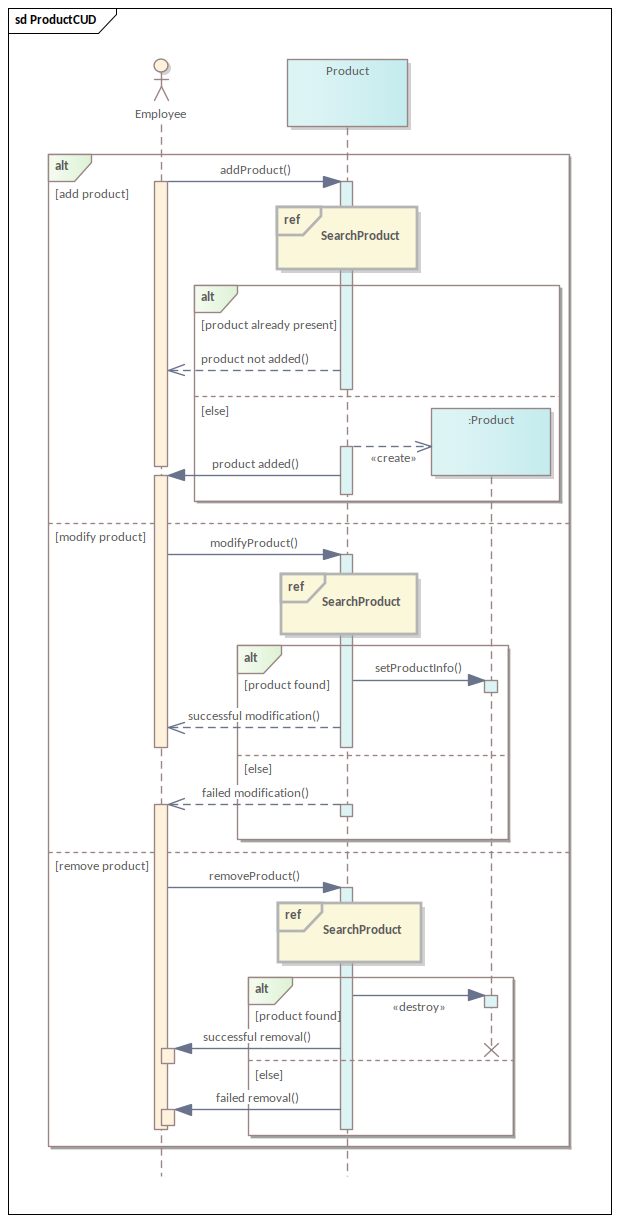 sd ProductCUD
Product
Employee
alt
addProduct()
[add product]
ref
SearchProduct
alt
[product already present]
product not added()
[else]
:Product
«create»
product added()
[modify product]
modifyProduct()
ref
SearchProduct
alt
setProductInfo()
[product found]
successful modification()
[else]
failed modification()
[remove product]
removeProduct()
ref
SearchProduct
alt
«destroy»
[product found]
successful removal()
[else]
failed removal()